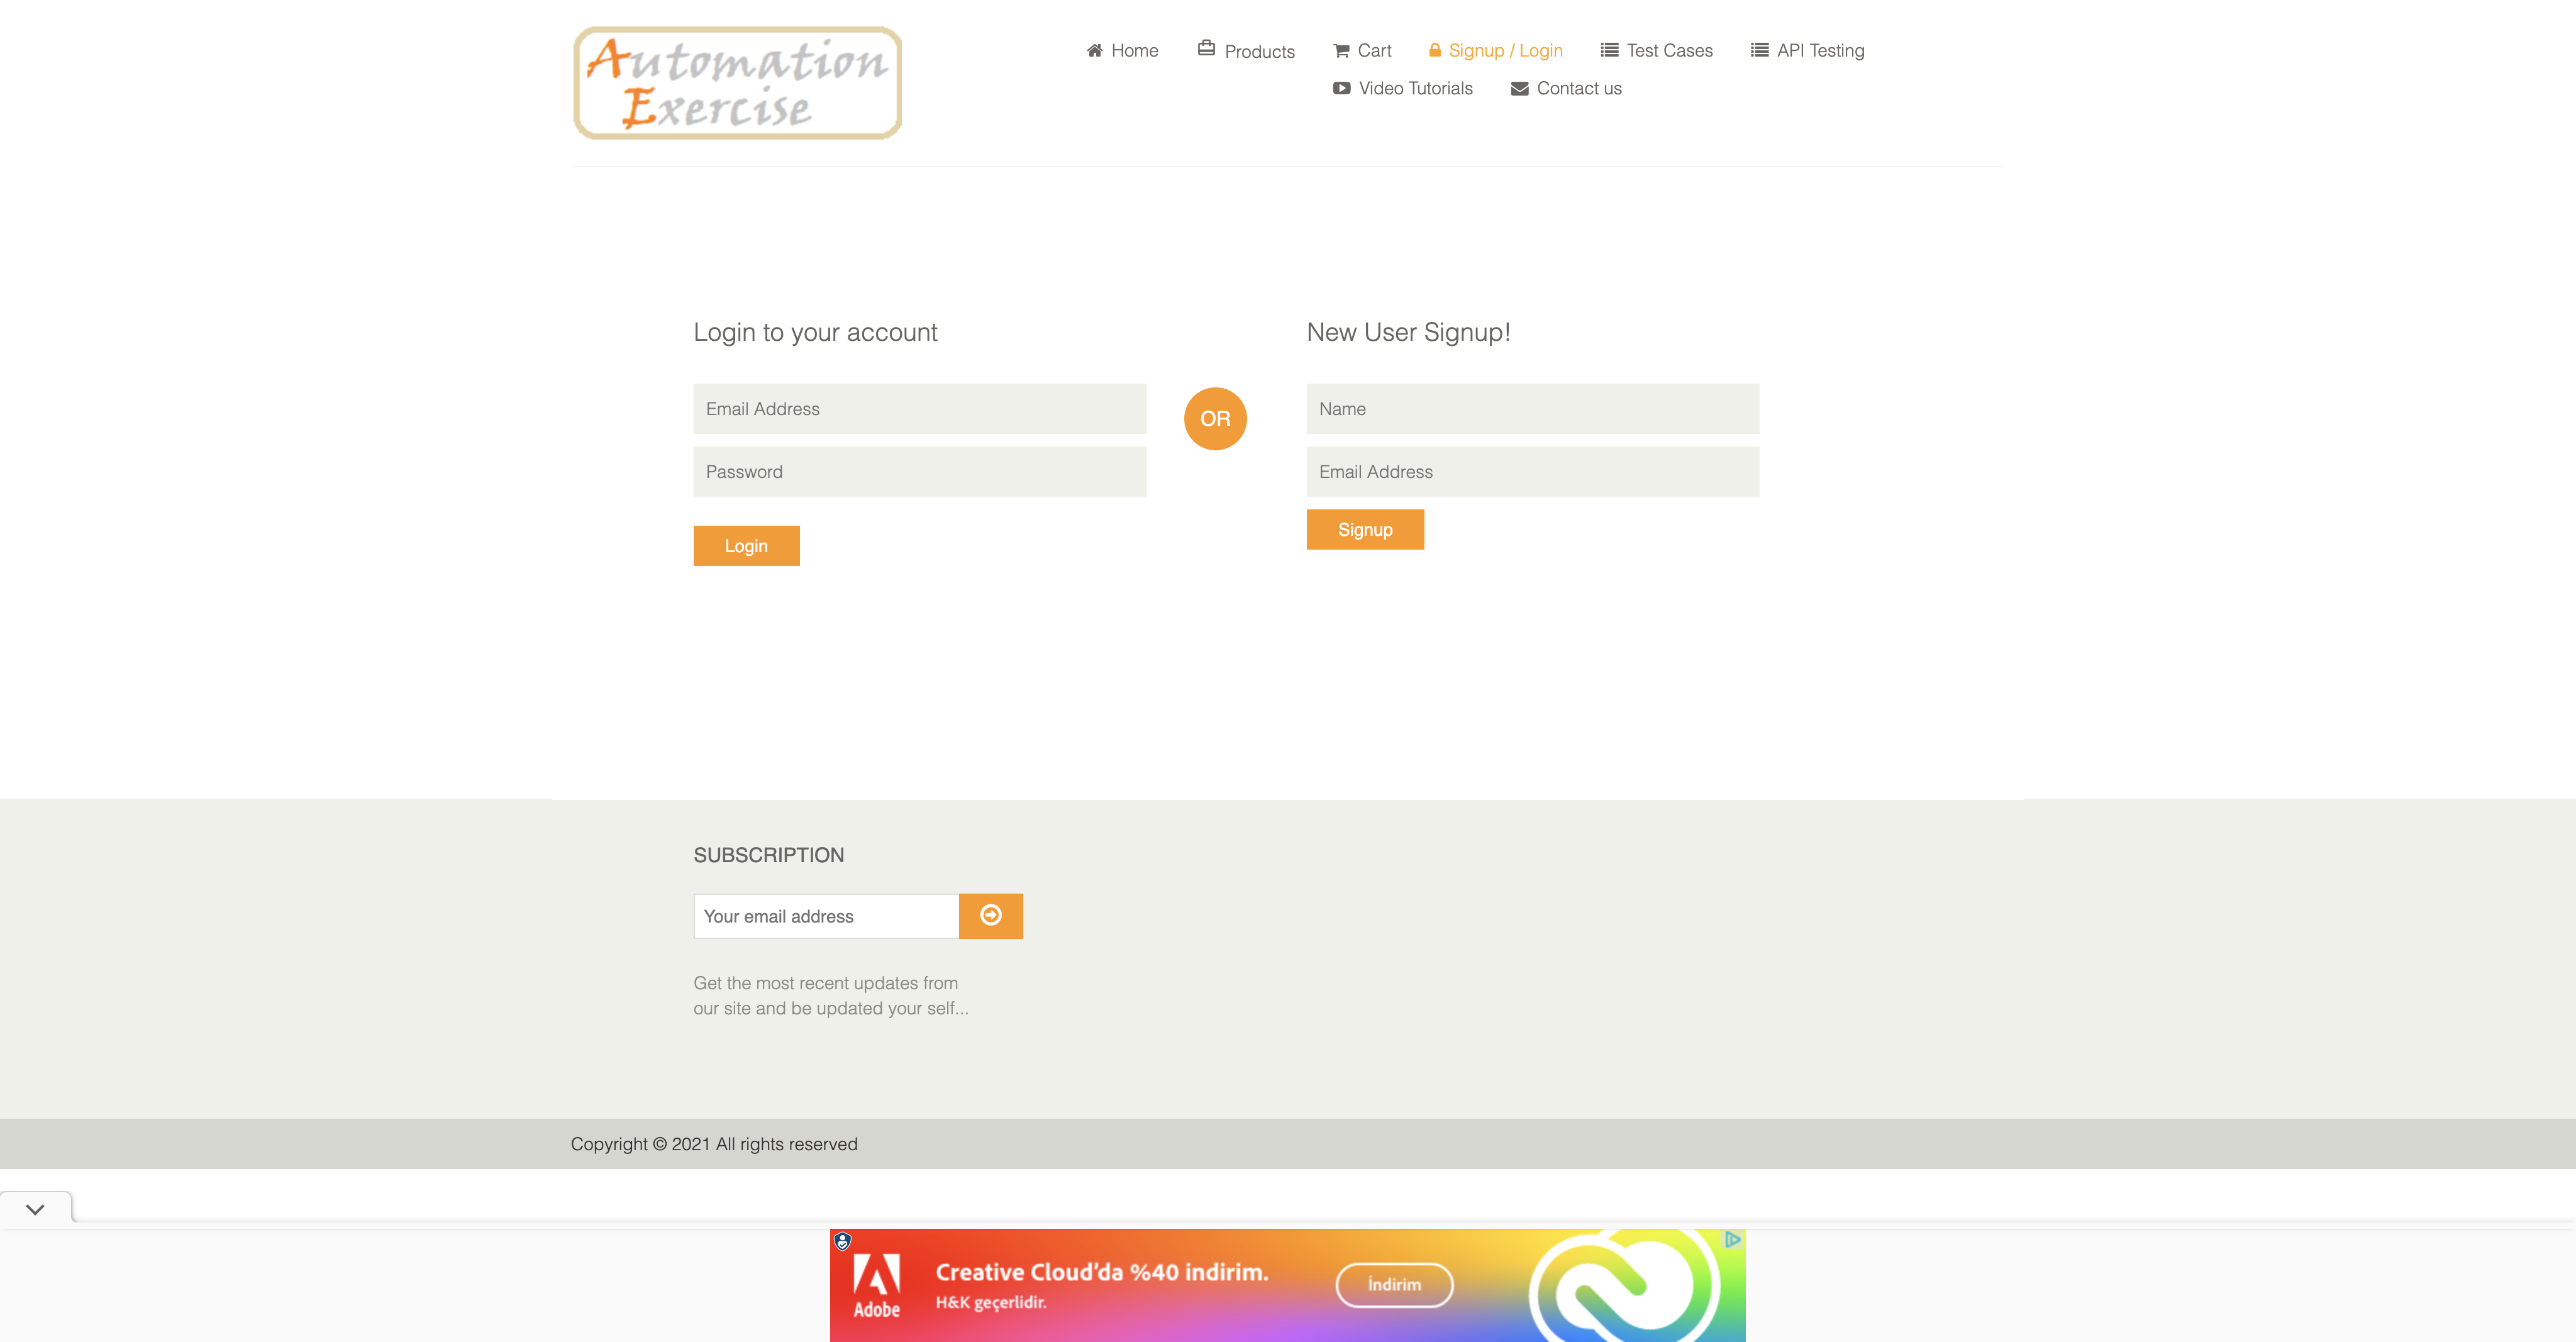 Automation
Exercise
Home Products Cart Signup / Login Test Cases API Testing
Video Tutorials Contact us
Login to your account
Email Address
Password
Login
OR
New User Signup!
Name
Email Address
Signup
SUBSCRIPTION
Your email address
Get the most recent updates from
our site and be updated your self...
Copyright © 2021 All rights reserved
Adobe
Creative Cloud’da %40 indirim.
H&K geçerlidir.
İndirim